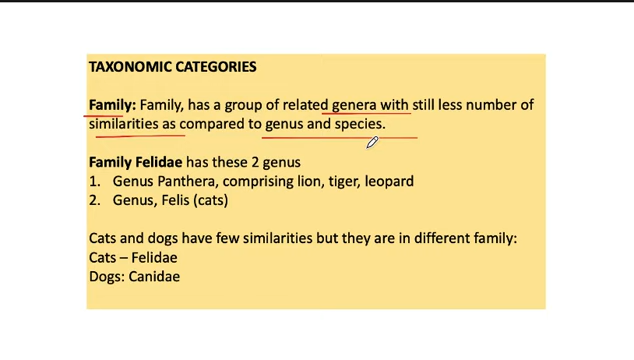 TAXONOMIC CATEGORIES
Family: Family, has a group of related genera with still less number of
similarities as compared to genus and species.
Family Felidae has these 2 genus
1. Genus Panthera, comprising lion, tiger, leopard
2. Genus, Felis (cats)
Cats and dogs have few similarities but they are in different family:
Cats – Felidae
Dogs: Canidae